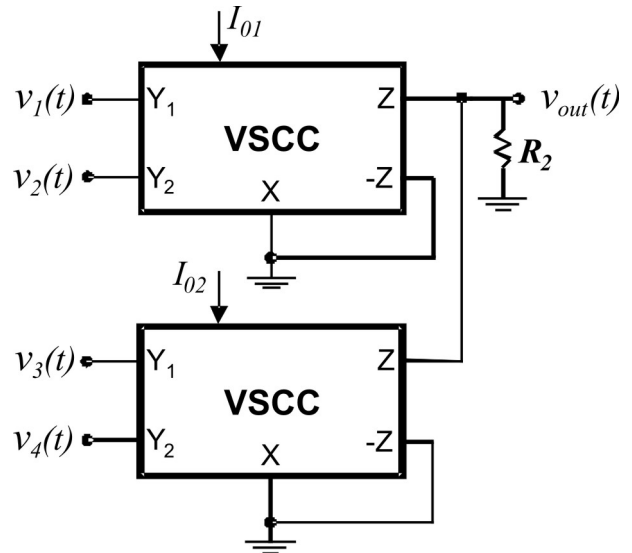 I01
v1(t)
Y1
Z
vout(t)
VSCC
R2
v2(t)
Y2
-Z
X
I02
v3(t)
Y1
Z
VSCC
v4(t)
Y2
-Z
X